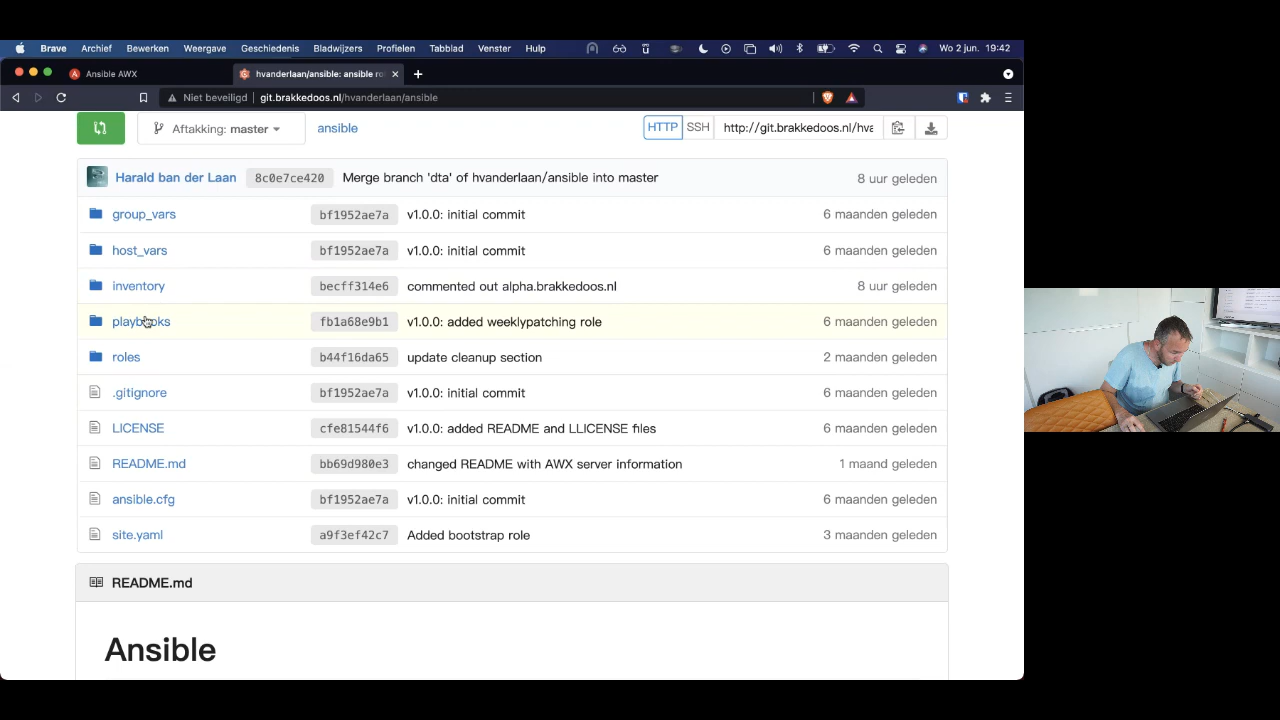 Brave Archief Bewerken Weergave Geschiedenis Bladwijzers Profielen Tabblad Venster Hulp Wo 2 jun. 19:42
Ansible AWX hvanderlaan/ansible: ansible ro
Niet beveiligd git.brakkedoos.nl/hvanderlaan/ansible
Aftakking: master ansible HTTP SSH http://git.brakkedoos.nl/hva
Harald ban der Laan 8c0e7ce420 Merge branch 'dta' of hvanderlaan/ansible into master 8 uur geleden
group_vars bf1952ae7a v1.0.0: initial commit 6 maanden geleden
host_vars bf1952ae7a v1.0.0: initial commit 6 maanden geleden
inventory becff314e6 commented out alpha.brakkedoos.nl 8 uur geleden
playbooks fb1a68e9b1 v1.0.0: added weeklypatching role 6 maanden geleden
roles b44f16da65 update cleanup section 2 maanden geleden
.gitignore bf1952ae7a v1.0.0: initial commit 6 maanden geleden
LICENSE cfe81544f6 v1.0.0: added README and LLICENSE files 6 maanden geleden
README.md bb69d980e3 changed README with AWX server information 1 maand geleden
ansible.cfg bf1952ae7a v1.0.0: initial commit 6 maanden geleden
site.yaml a9f3ef42c7 Added bootstrap role 3 maanden geleden
README.md
Ansible